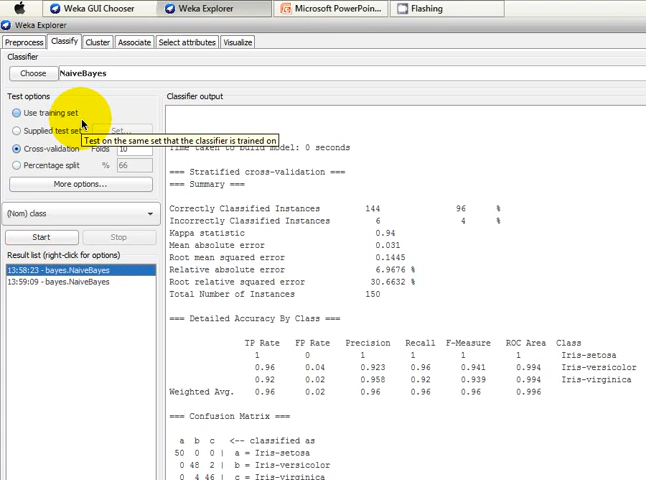 Weka GUI Chooser
Weka Explorer
Microsoft PowerPoin...
Flashing
Weka Explorer
Preprocess
Classify
Cluster
Associate
Select attributes
Visualize
Classifier
Choose
NaiveBayes
Test options
Classifier output
Use training set
Supplied test set
Set...
Test on the same set that the classifier is trained on
Time taken to build model: 0 seconds
Cross-validation Folds 10
Percentage split % 66
More options...
(Nom) class
Start
Stop
Result list (right-click for options)
13:58:23 - bayes.NaiveBayes
13:59:09 - bayes.NaiveBayes
=== Stratified cross-validation ===
=== Summary ===
Correctly Classified Instances 144 96 %
Incorrectly Classified Instances 6 4 %
Kappa statistic 0.94
Mean absolute error 0.031
Root mean squared error 0.1445
Relative absolute error 6.9676 %
Root relative squared error 30.6632 %
Total Number of Instances 150
=== Detailed Accuracy By Class ===
TP Rate FP Rate Precision Recall F-Measure ROC Area Class
1 0 1 1 1 1 Iris-setosa
0.96 0.04 0.923 0.96 0.941 0.994 Iris-versicolor
0.92 0.02 0.958 0.92 0.939 0.994 Iris-virginica
Weighted Avg. 0.96 0.02 0.96 0.96 0.96 0.996
=== Confusion Matrix ===
a b c <-- classified as
50 0 0 | a = Iris-setosa
0 48 2 | b = Iris-versicolor
0 4 46 | c = Iris-virginica